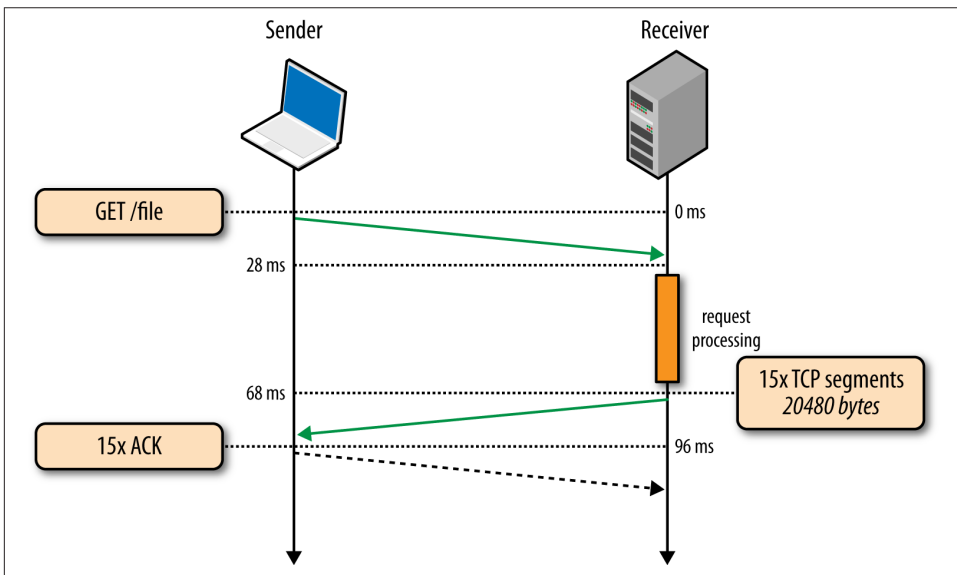 Sender
Receiver
GET /file
0 ms
28 ms
request
processing
68 ms
15x TCP segments
20480 bytes
15x ACK
96 ms